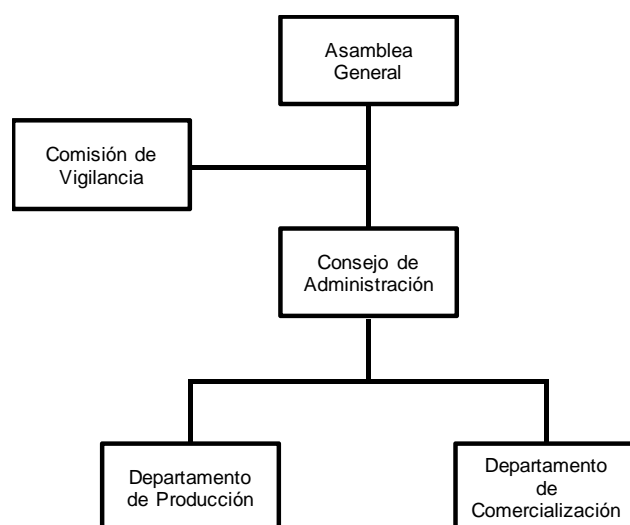 Asamblea
General
Comisión de
Vigilancia
Consejo de
Administración
Departamento
de Producción
Departamento
de
Comercialización